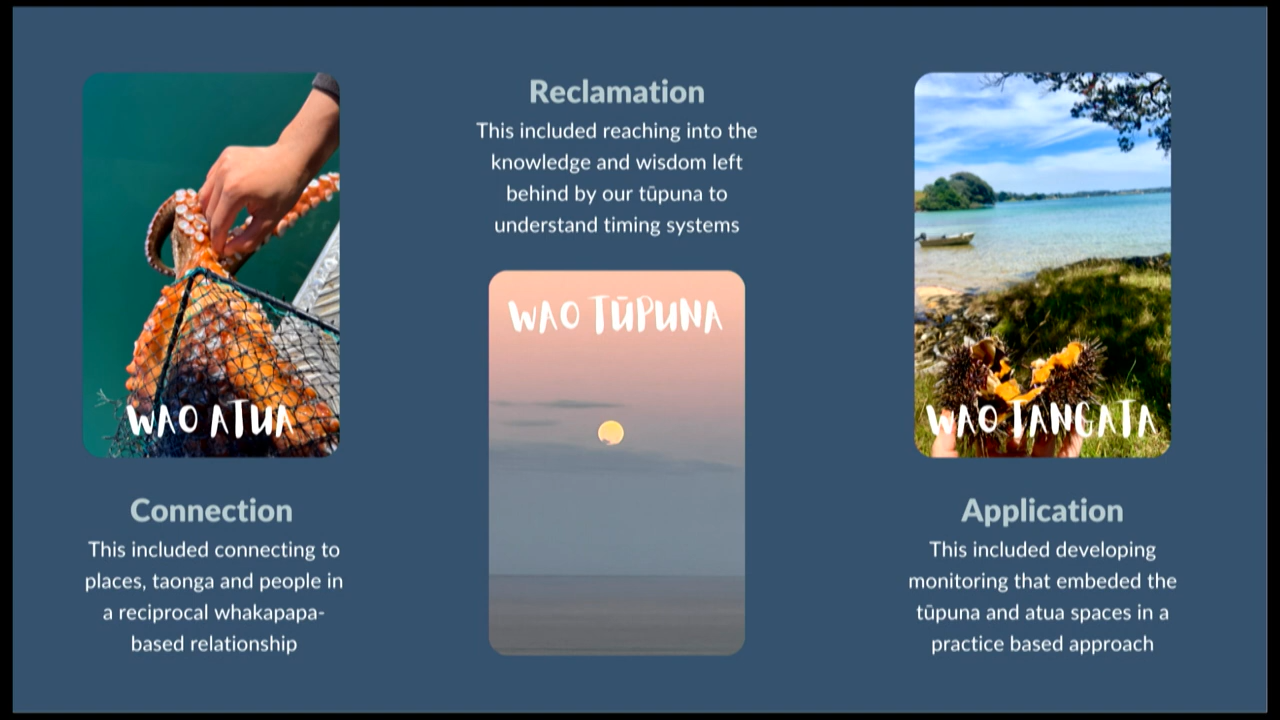 WAO ATUA
Connection
This included connecting to
places, taonga and people in
a reciprocal whakapapa-
based relationship
Reclamation
This included reaching into the
knowledge and wisdom left
behind by our tūpuna to
understand timing systems
WAO TŪPUNA
WAO TANGATA
Application
This included developing
monitoring that embeded the
tūpuna and atua spaces in a
practice based approach